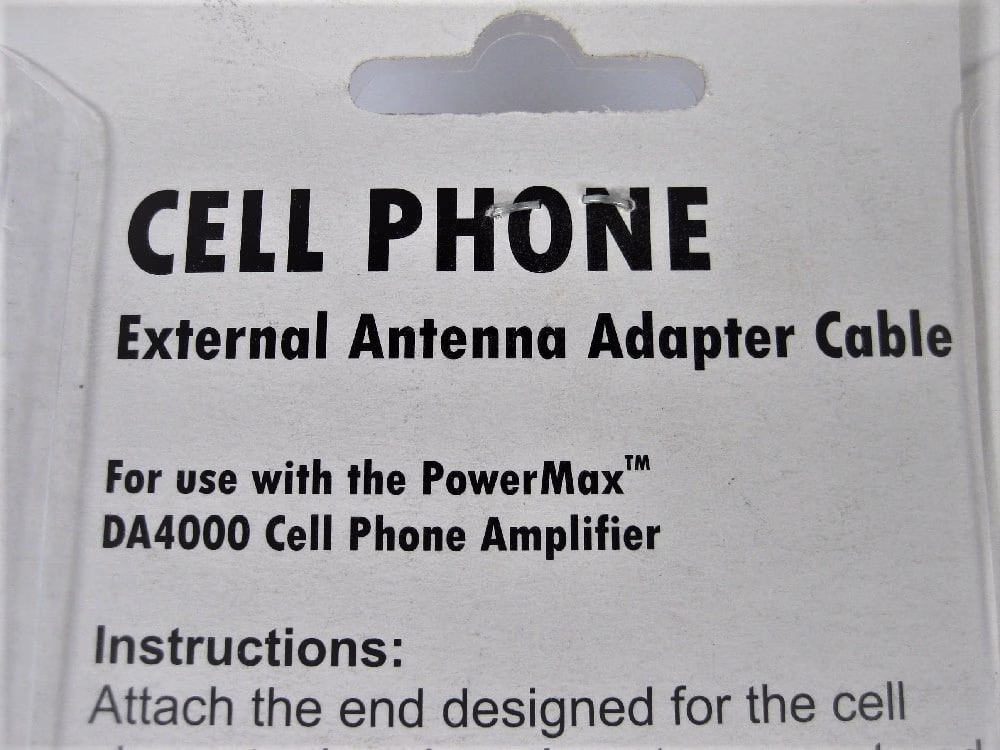 CELL PHONE
External Antenna Adapter Cable
For use with the PowerMax™
DA4000 Cell Phone Amplifier
Instructions:
Attach the end designed for the cell